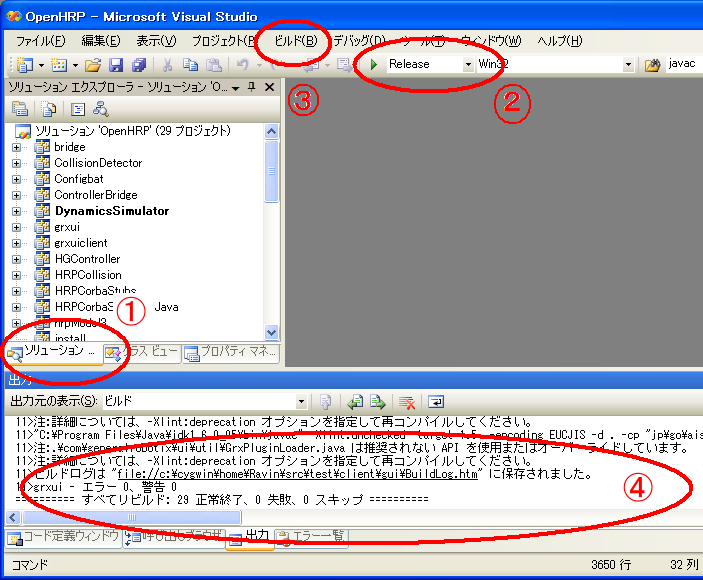 OpenHRP - Microsoft Visual Studio
ファイル(F) 編集(E) 表示(V) プロジェクト(P) ビルド(B) デバッグ(D) ツール(T) ウィンドウ(W) ヘルプ(H)
Release Win32 javac
ソリューション エクスプローラ - ソリューション 'O...
③ ②
ソリューション 'OpenHRP' (29 プロジェクト)
bridge
CollisionDetector
Configbat
ControllerBridge
DynamicsSimulator
grxui
grxuiclient
HGController
HRPCollision
HRPCorbaStubs
HRPCorbaS Java
①
hrpModel3
install
ソリューション ... クラス ビュー プロパティ マネ...
出力
出力元の表示(S): ビルド
11>注:詳細については、-Xlint:deprecation オプションを指定して再コンパイルしてください。
11>"C:¥Program Files¥Java¥jdk1.6.0_05¥bin¥javac" -Xlint:unchecked -target 1.5 -encoding EUCJIS -d . -cp "jp¥go¥ais
11>注:.¥com¥generalrobotix¥ui¥util¥GrxPluginLoader.java は推奨されない API を使用またはオーバーライドしています。
11>注:詳細については、-Xlint:deprecation オプションを指定して再コンパイルしてください。
ビルドログは "file://c:¥cygwin¥home¥Ravin¥src¥test¥client¥gui¥BuildLog.htm" に保存されました。
11>grxui - エラー 0、警告 0
========== すべてリビルド: 29 正常終了、0 失敗、0 スキップ ==========
④
コード定義ウィンドウ 呼び出しブラウザ 出力 エラー一覧
コマンド 3650 行 32 列